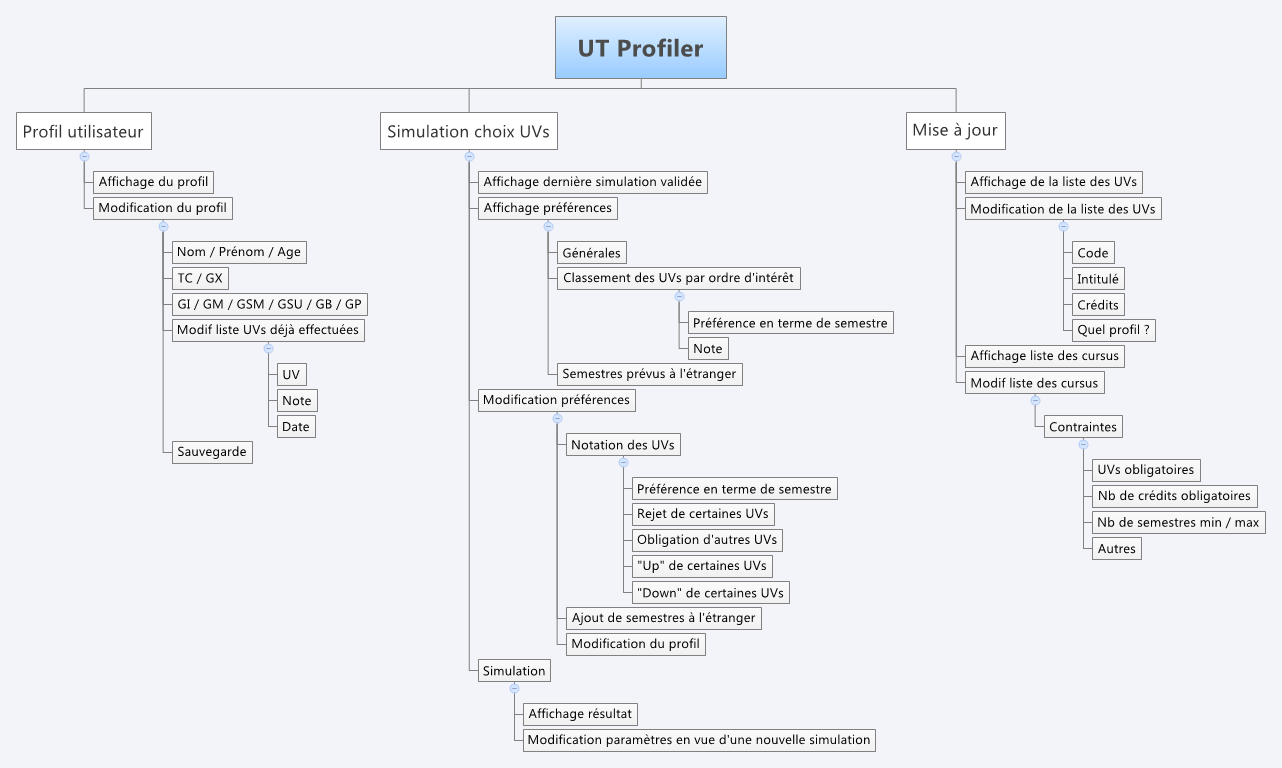 UT Profiler
Profil utilisateur
Affichage du profil
Modification du profil
Nom / Prénom / Age
TC / GX
GI / GM / GSM / GSU / GB / GP
Modif liste UVs déjà effectuées
UV
Note
Date
Sauvegarde
Simulation choix UVs
Affichage dernière simulation validée
Affichage préférences
Générales
Classement des UVs par ordre d'intérêt
Préférence en terme de semestre
Note
Semestres prévus à l'étranger
Modification préférences
Notation des UVs
Préférence en terme de semestre
Rejet de certaines UVs
Obligation d'autres UVs
"Up" de certaines UVs
"Down" de certaines UVs
Ajout de semestres à l'étranger
Modification du profil
Simulation
Affichage résultat
Modification paramètres en vue d'une nouvelle simulation
Mise à jour
Affichage de la liste des UVs
Modification de la liste des UVs
Code
Intitulé
Crédits
Quel profil ?
Affichage liste des cursus
Modif liste des cursus
Contraintes
UVs obligatoires
Nb de crédits obligatoires
Nb de semestres min / max
Autres